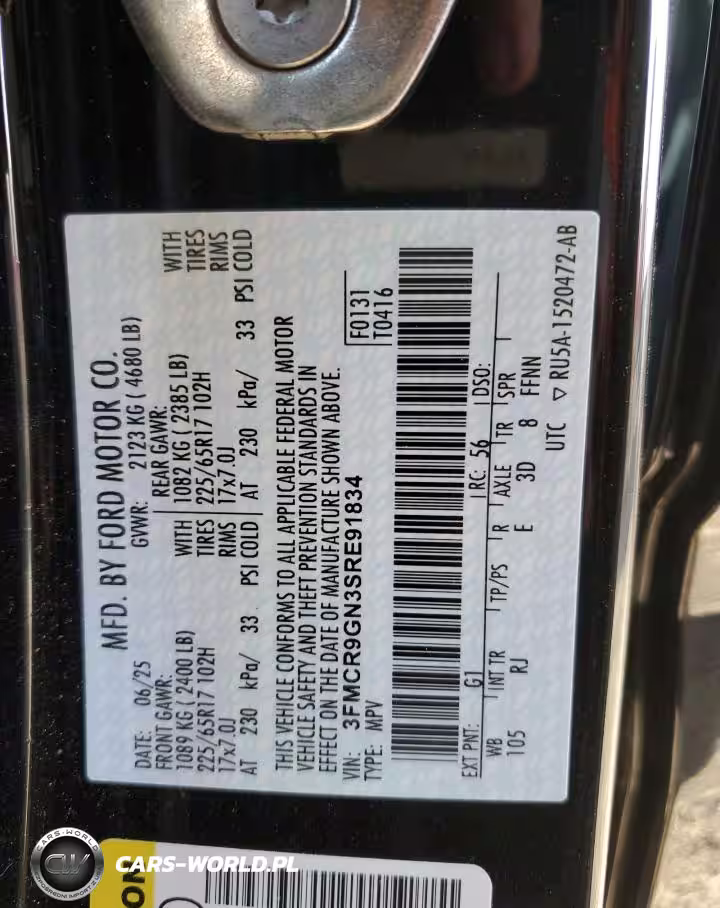 MFD. BY FORD MOTOR CO.
DATE: 06/25 GVWR: 2123 KG ( 4680 LB)
FRONT GAWR: REAR GAWR:
1089 KG ( 2400 LB) WITH 1082 KG ( 2385 LB) WITH
225/65R17 102H TIRES 225/65R17 102H TIRES
17x7.0J RIMS 17x7.0J RIMS
AT 230 kPa/ 33 PSI COLD AT 230 kPa/ 33 PSI COLD
THIS VEHICLE CONFORMS TO ALL APPLICABLE FEDERAL MOTOR
VEHICLE SAFETY AND THEFT PREVENTION STANDARDS IN
EFFECT ON THE DATE OF MANUFACTURE SHOWN ABOVE.
VIN: 3FMCR9GN3SRE91834 F0131
TYPE: MPV T0416
EXT PNT: G1 RC: 56 DSO:
WB INT TR TP/PS R AXLE TR SPR
105 RJ E 3D 8 FFNN
UTC ▽ RU5A-1520472-AB
CARS-WORLD
CW
CARS-WORLD.PL
ON